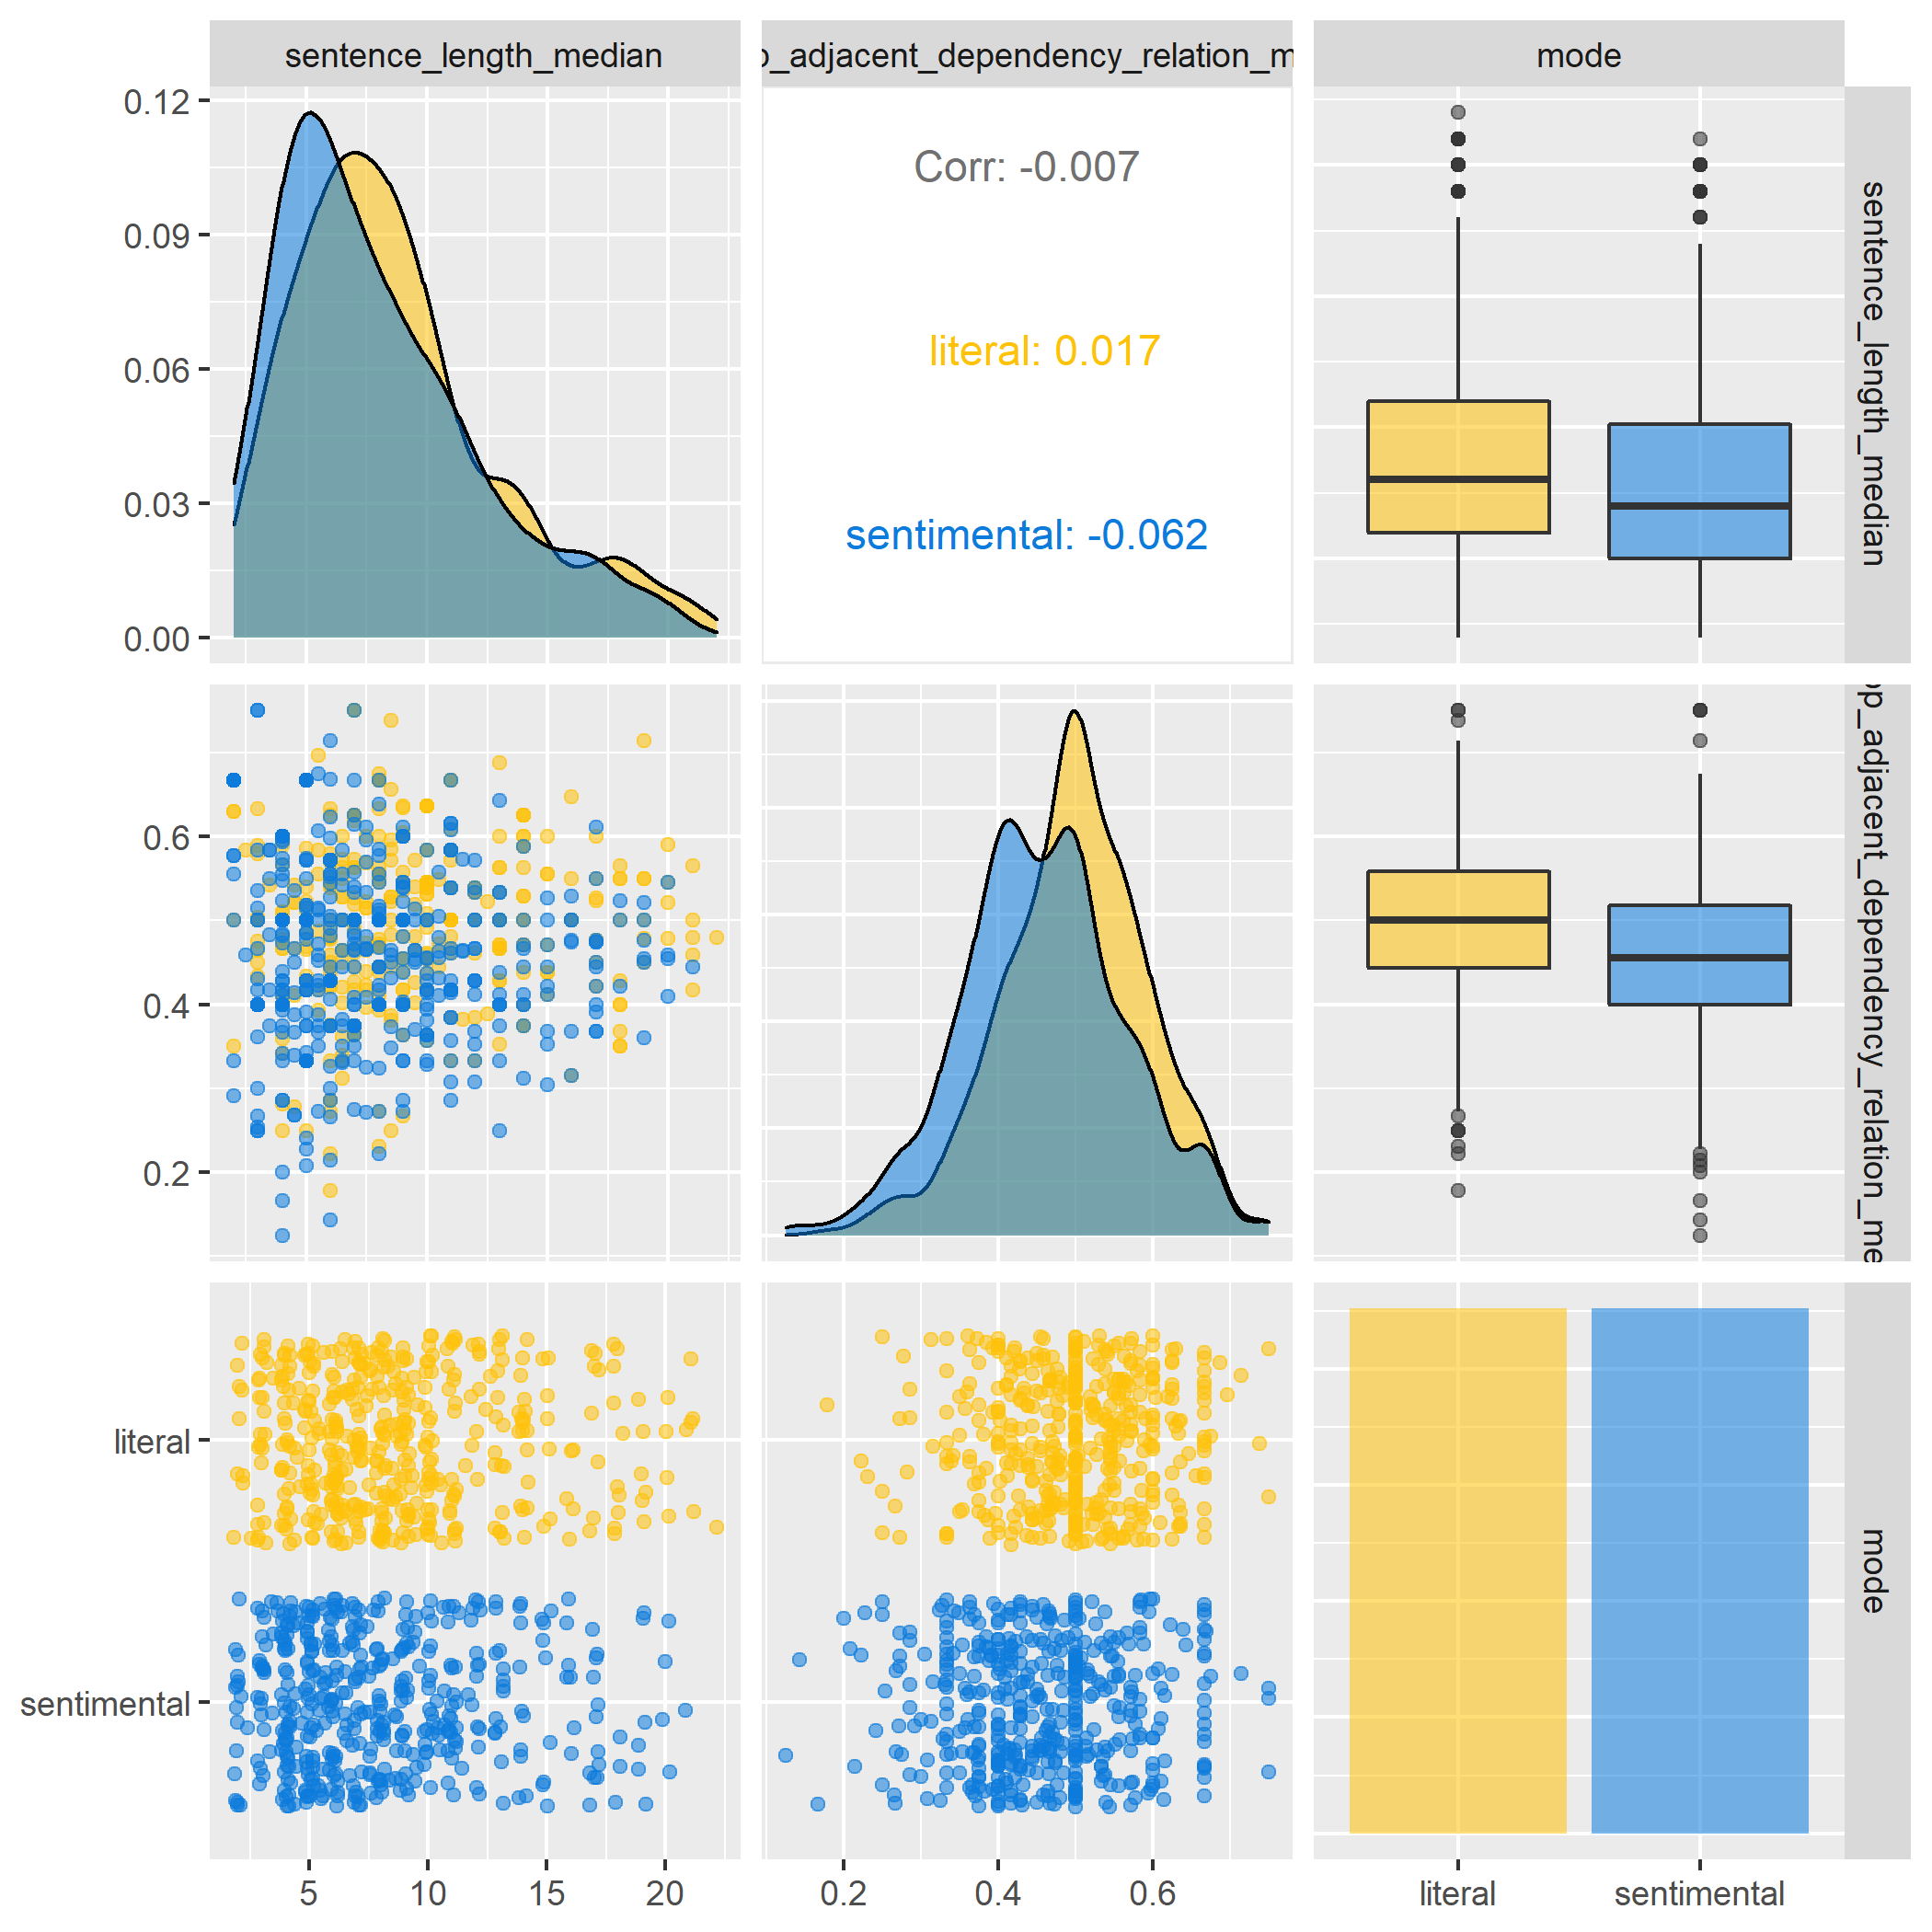 sentence_length_median
o_adjacent_dependency_relation_m
mode
0.12
0.09
0.06
0.03
0.00
Corr: -0.007
literal: 0.017
sentimental: -0.062
sentence_length_median
0.6
0.4
0.2
op_adjacent_dependency_relation_me
literal
sentimental
mode
5 10 15 20
0.2 0.4 0.6
literal sentimental